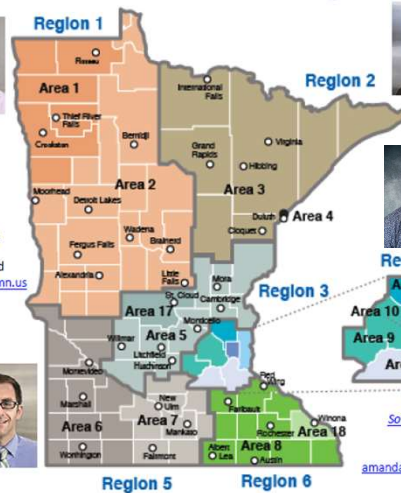 Region 1
Roseau
International
Falls
Region 2
Area 1
Thief River
Falls
Crookston
Bemidji
Grand
Rapids
Virginia
Hibbing
Moorhead
Detroit Lakes
Area 2
Area 3
Duluth
Area 4
Wadena
Brainerd
Cloquet
Fergus Falls
Alexandria
Little
Falls
Mora
mn.us
St. Cloud
Cambridge
Region 3
Area 17
Monticello
Area 10
Willmar
Area 5
Litchfield
Hutchinson
Area 9
Montevideo
Red
Wing
Marshall
New
Ulm
Faribault
Winona
Area 6
Area 7
Mankato
Rochester
Area 18
Worthington
Fairmont
Albert
Lea
Area 8
Austin
amanda
Region 5
Region 6